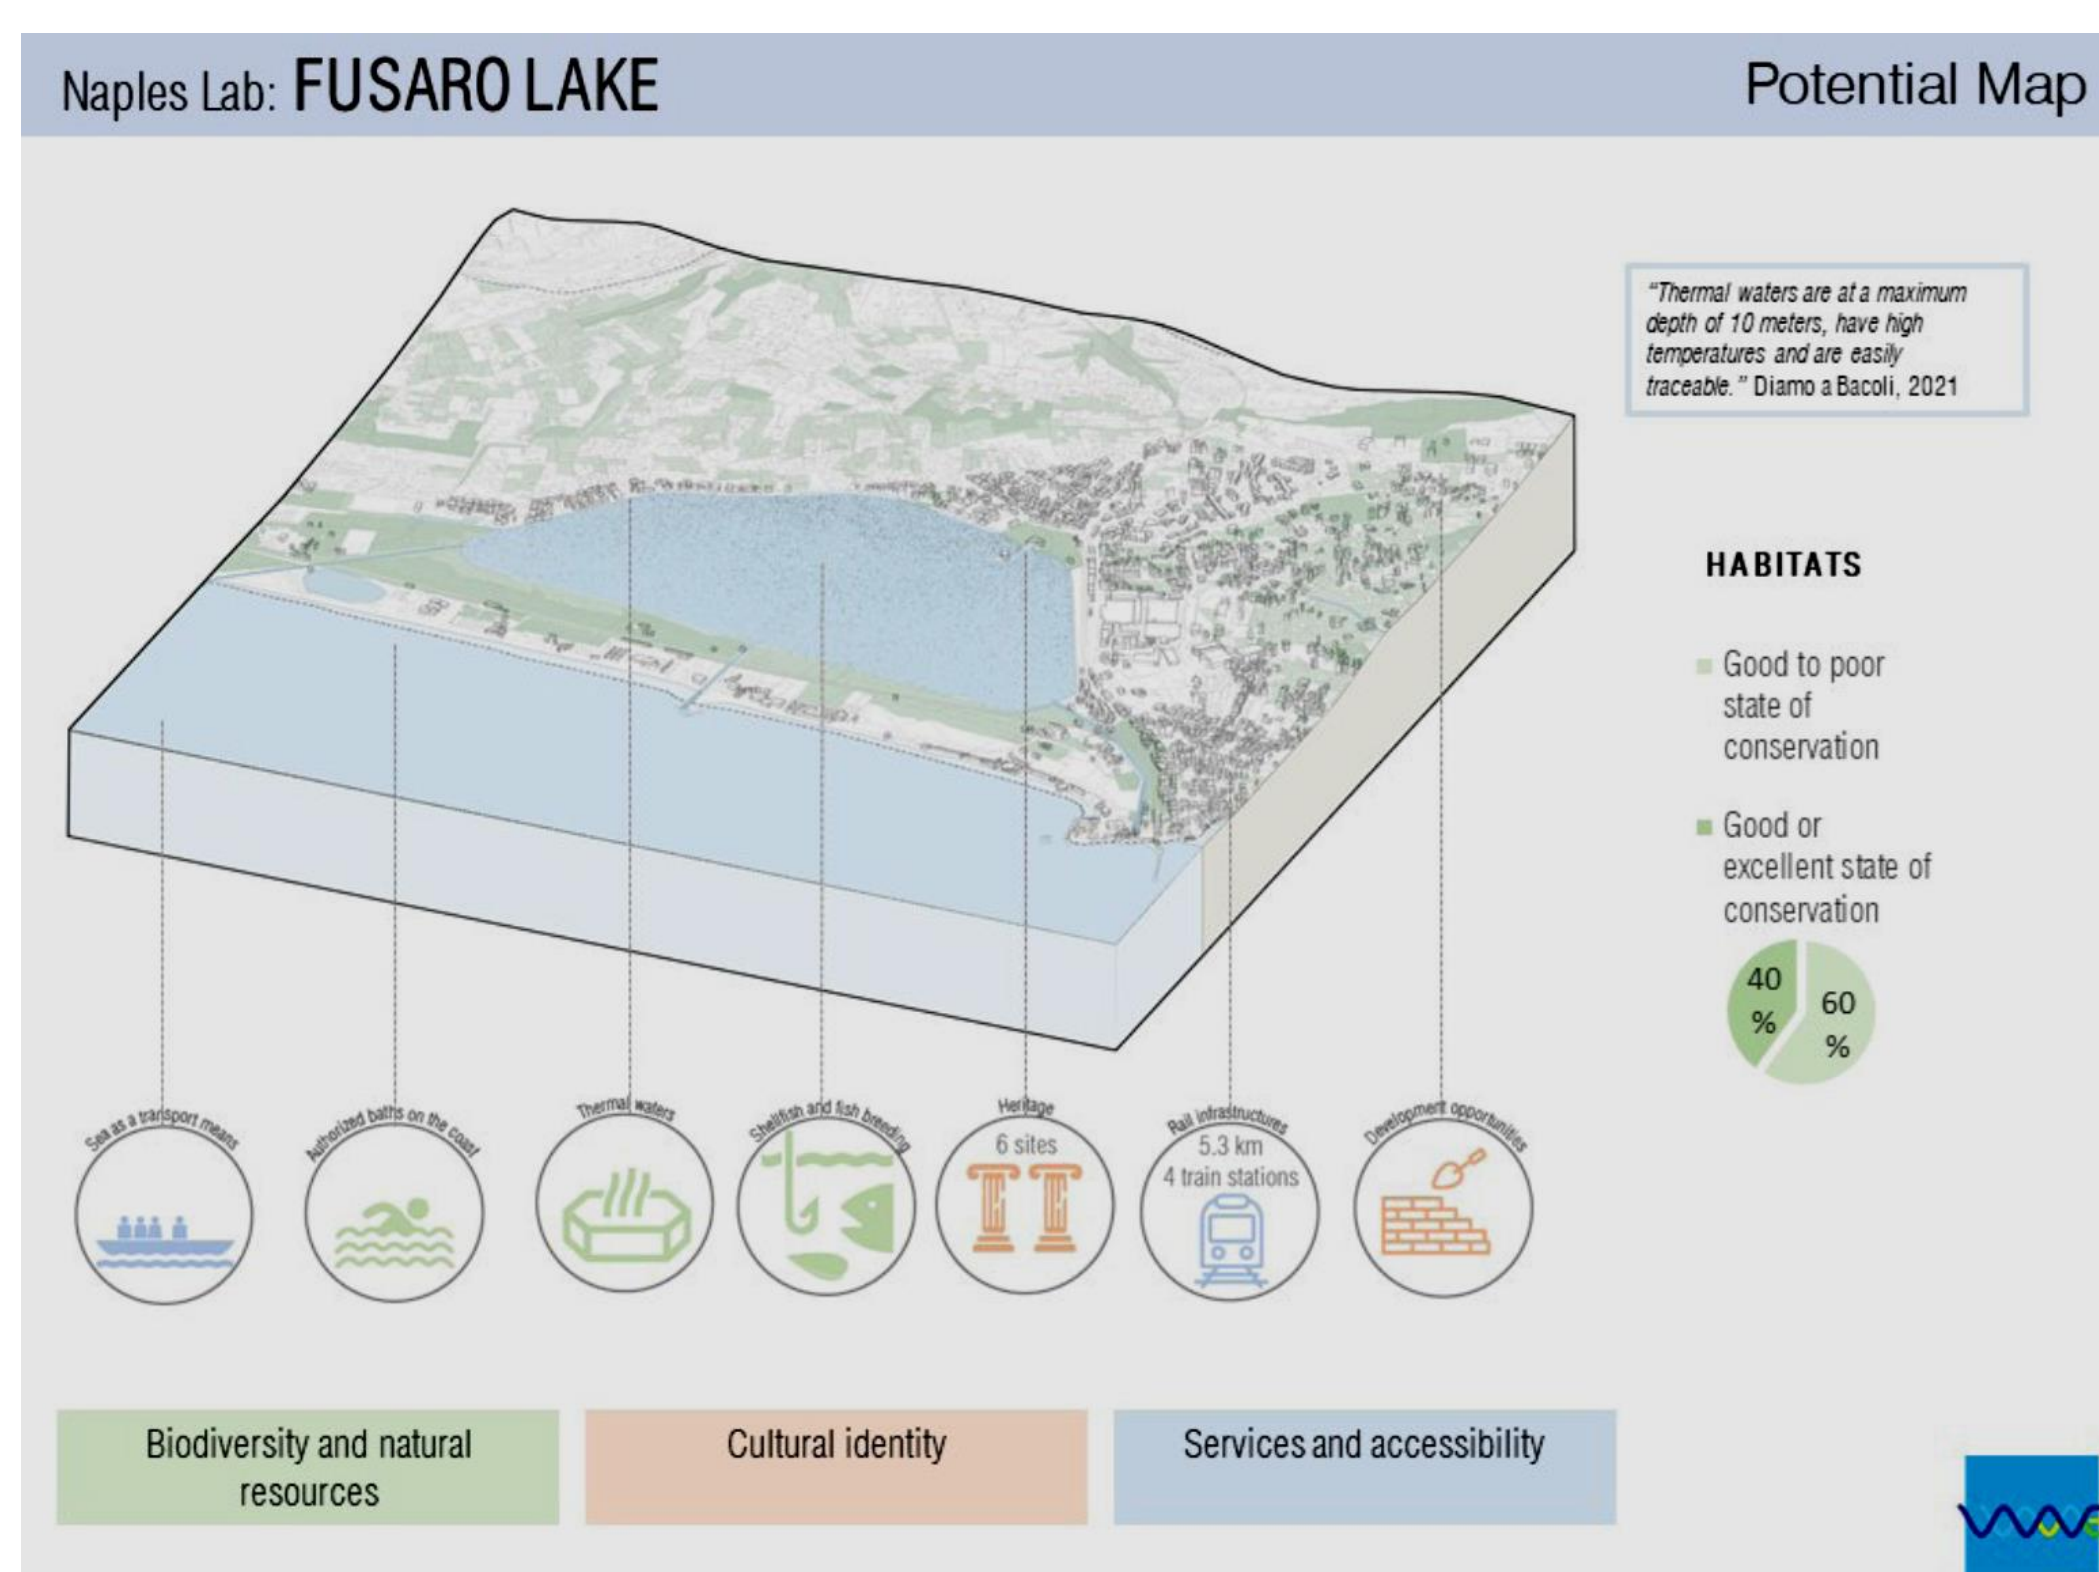 Naples Lab: FUSARO LAKE
Potential Map
"Thermal waters are at a maximum
depth of 10 meters, have high
temperatures and are easily
traceable." Diamo a Bacoli, 2021
HABITATS
Good to poor
state of
conservation
Good or
excellent state of
conservation
40
%
60
%
Sea as a transport means
Authorized baths on the coast
Thermal waters
Shellfish and fish breeding
Heritage
6 sites
Rail infrastructures
5.3 km
4 train stations
Development opportunities
Biodiversity and natural
resources
Cultural identity
Services and accessibility